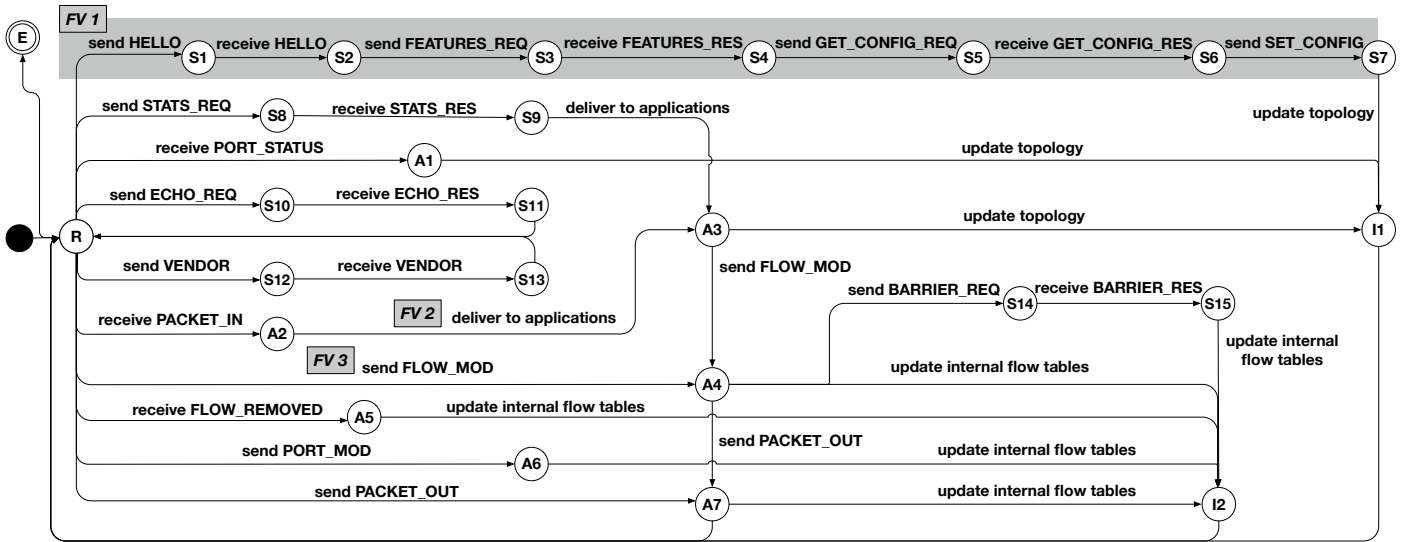 FV 1
E
send HELLO
S1
receive HELLO
S2
send FEATURES_REQ
S3
receive FEATURES_RES
S4
send GET_CONFIG_REQ
S5
receive GET_CONFIG_RES
S6
send SET_CONFIG
S7
send STATS_REQ
S8
receive STATS_RES
S9
deliver to applications
update topology
receive PORT_STATUS
A1
update topology
send ECHO_REQ
S10
receive ECHO_RES
S11
R
A3
update topology
I1
send VENDOR
S12
receive VENDOR
S13
send FLOW_MOD
send BARRIER_REQ
S14
receive BARRIER_RES
S15
receive PACKET_IN
A2
FV 2
deliver to applications
update internal
flow tables
FV 3
send FLOW_MOD
A4
update internal flow tables
receive FLOW_REMOVED
A5
update internal flow tables
send PACKET_OUT
send PORT_MOD
A6
update internal flow tables
send PACKET_OUT
A7
update internal flow tables
I2